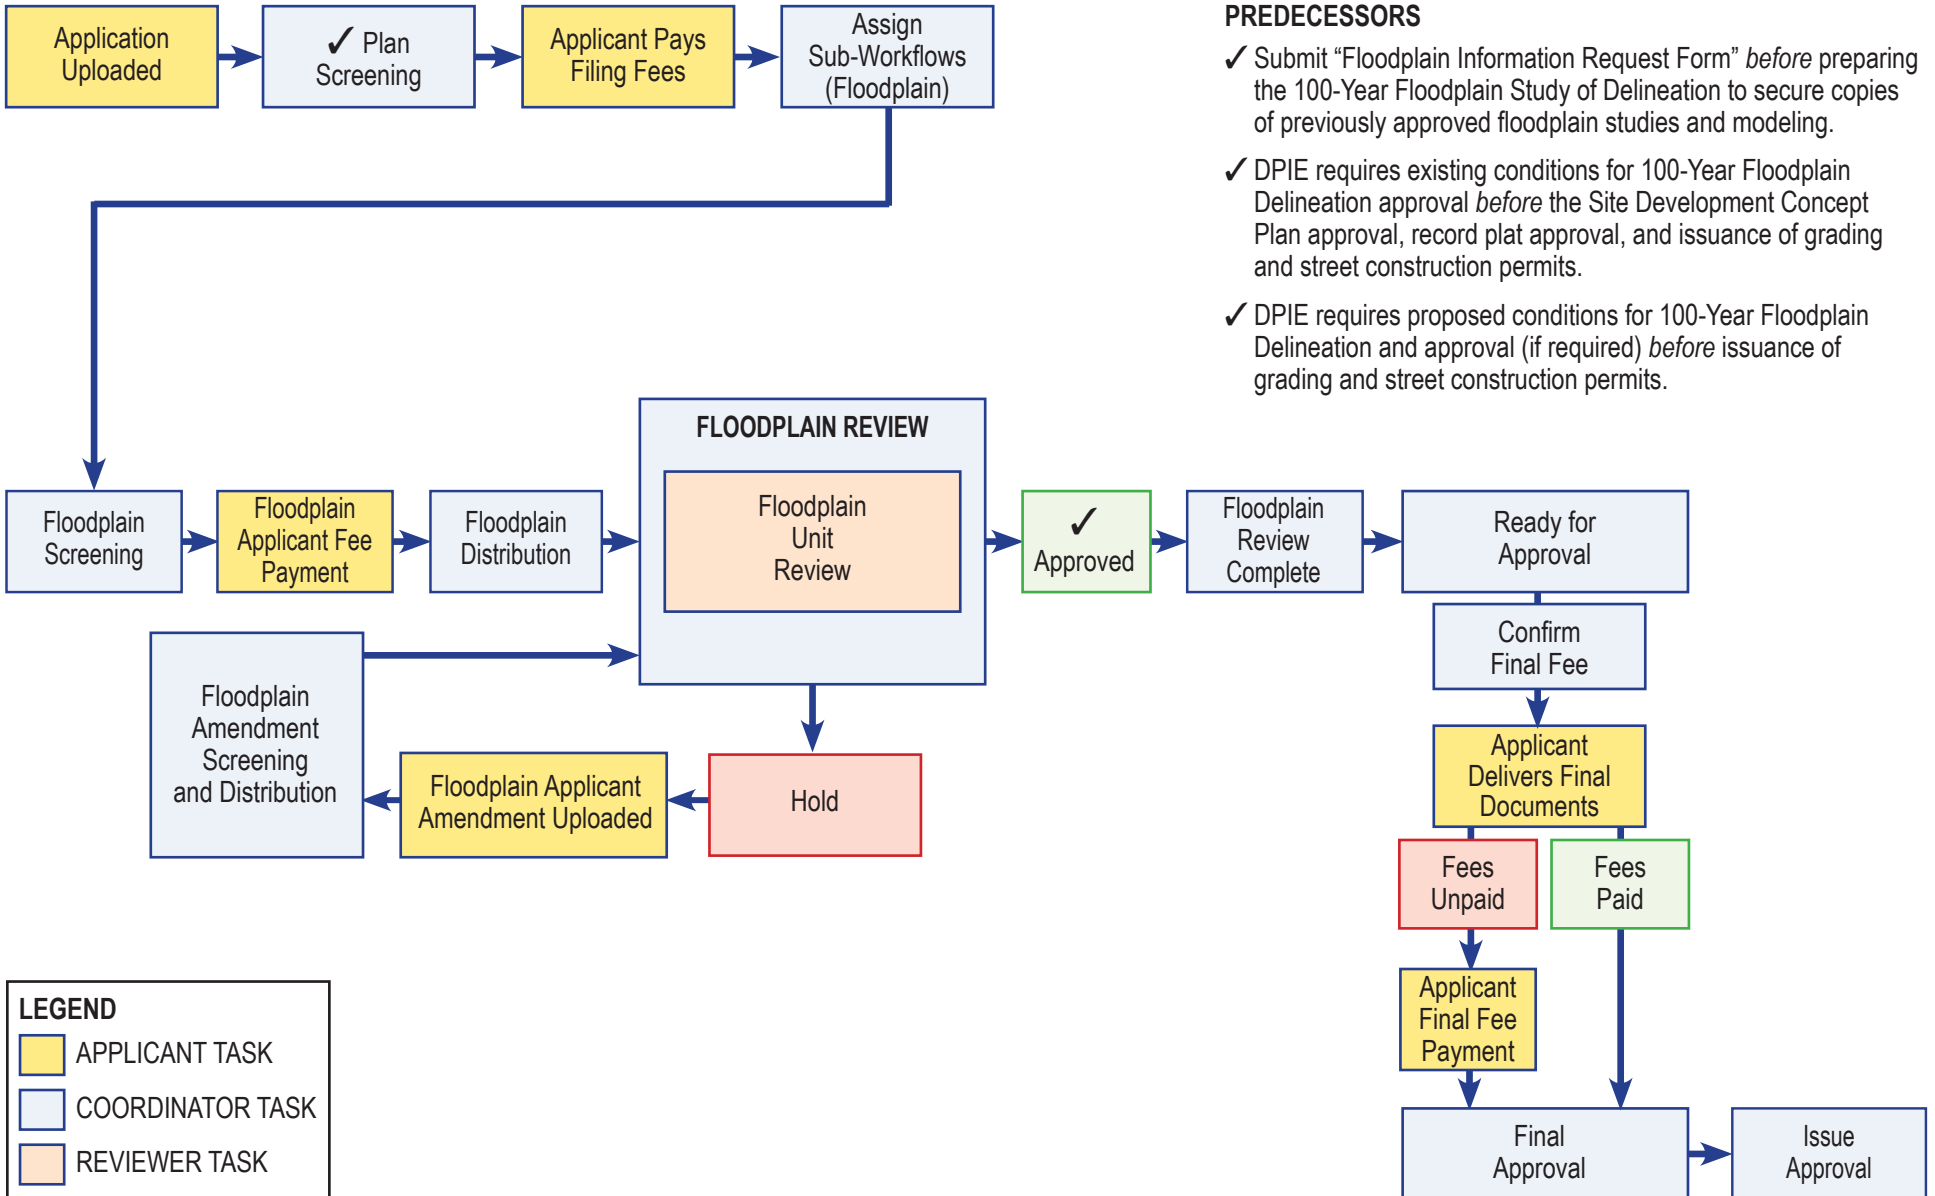 Application
Uploaded
✓ Plan
Screening
Applicant Pays
Filing Fees
Assign
Sub-Workflows
(Floodplain)
PREDECESSORS
✓ Submit “Floodplain Information Request Form” before preparing
the 100-Year Floodplain Study of Delineation to secure copies
of previously approved floodplain studies and modeling.
✓ DPIE requires existing conditions for 100-Year Floodplain
Delineation approval before the Site Development Concept
Plan approval, record plat approval, and issuance of grading
and street construction permits.
✓ DPIE requires proposed conditions for 100-Year Floodplain
Delineation and approval (if required) before issuance of
grading and street construction permits.
Floodplain
Screening
Floodplain
Applicant Fee
Payment
Floodplain
Distribution
FLOODPLAIN REVIEW
Floodplain
Unit
Review
✓
Approved
Floodplain
Review
Complete
Ready for
Approval
Confirm
Final Fee
Floodplain
Amendment
Screening
and Distribution
Floodplain Applicant
Amendment Uploaded
Hold
Applicant
Delivers Final
Documents
Fees
Unpaid
Fees
Paid
Applicant
Final Fee
Payment
Final
Approval
Issue
Approval
LEGEND
APPLICANT TASK
COORDINATOR TASK
REVIEWER TASK